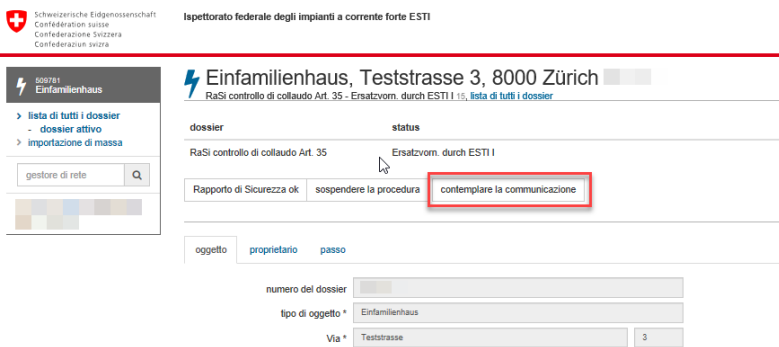 Schweizerische Eidgenossenschaft
Confédération suisse
Confederazione Svizzera
Confederaziun svizra
Ispettorato federale degli impianti a corrente forte ESTI
509781
Einfamilienhaus
lista di tutti i dossier
- dossier attivo
importazione di massa
gestore di rete
Einfamilienhaus, Teststrasse 3, 8000 Zürich
RaSi controllo di collaudo Art. 35 - Ersatzvorn. durch ESTI I 15, lista di tutti i dossier
dossier status
RaSi controllo di collaudo Art. 35 Ersatzvorn. durch ESTI I
Rapporto di Sicurezza ok sospendere la procedura contemplare la communicazione
oggetto proprietario passo
numero del dossier
tipo di oggetto * Einfamilienhaus
Via * Teststrasse 3